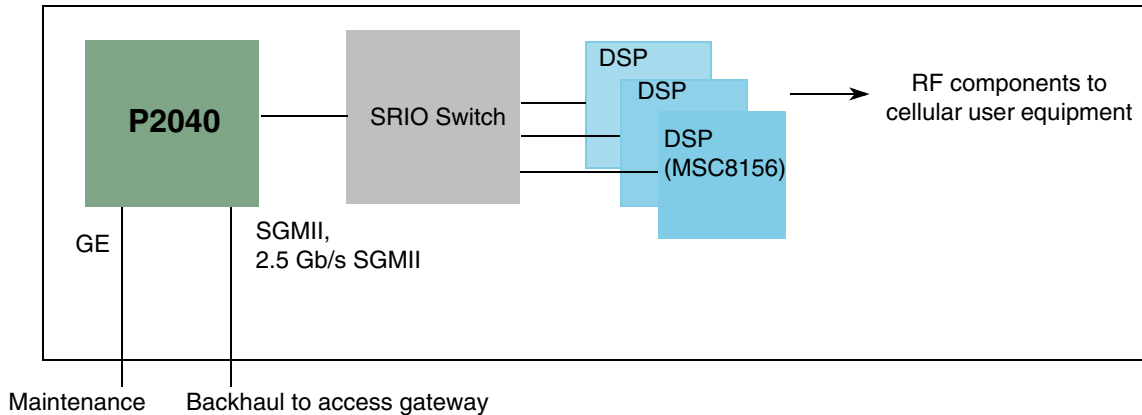 P2040
SRIO Switch
DSP
DSP
DSP
(MSC8156)
RF components to
cellular user equipment
GE
SGMII,
2.5 Gb/s SGMII
Maintenance
Backhaul to access gateway